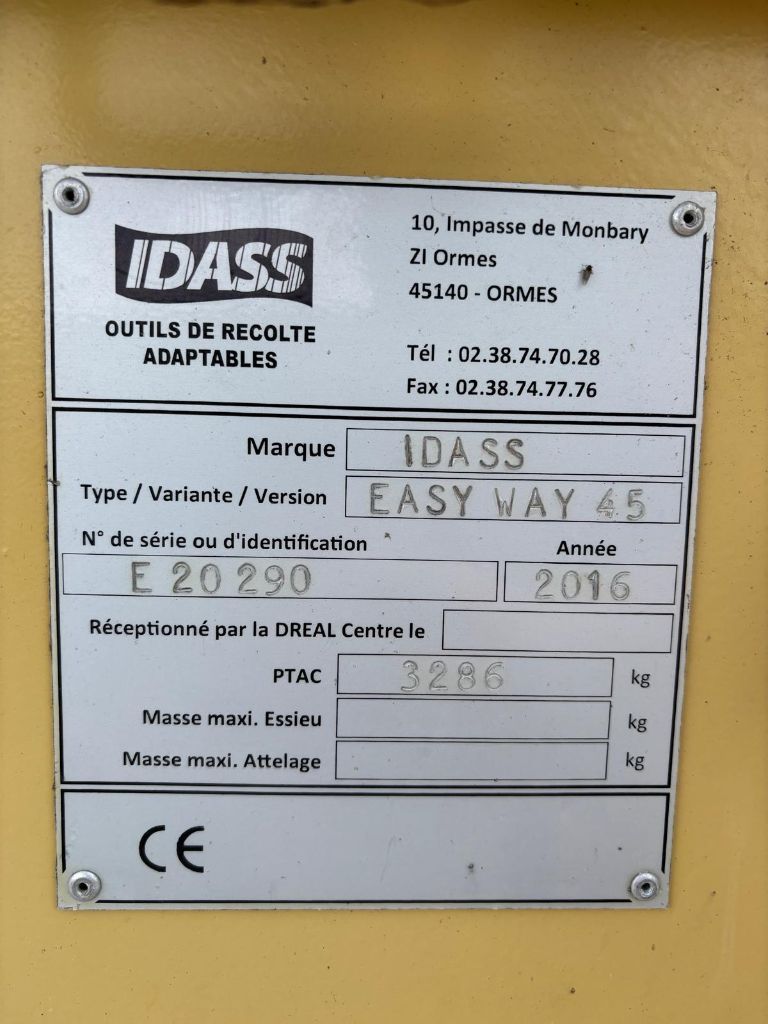 IDASS
OUTILS DE RECOLTE
ADAPTABLES
10, Impasse de Monbary
ZI Ormes
45140 - ORMES
Tél : 02.38.74.70.28
Fax : 02.38.74.77.76
Marque IDASS
Type / Variante / Version EASY WAY 45
N° de série ou d'identification Année
E 20 290 2016
Réceptionné par la DREAL Centre le
PTAC 3286 kg
Masse maxi. Essieu kg
Masse maxi. Attelage kg
CE